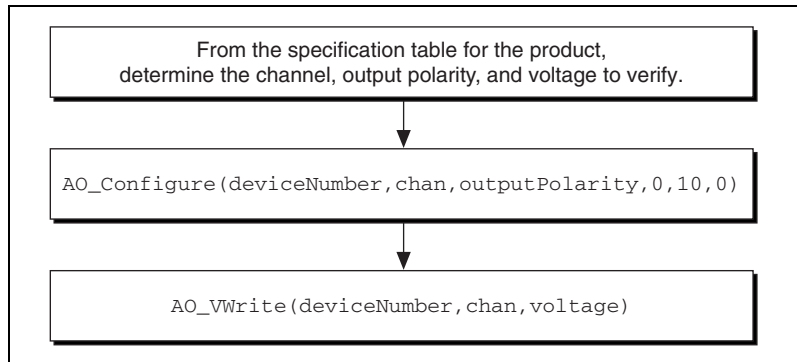 From the specification table for the product,
determine the channel, output polarity, and voltage to verify.
AO_Configure(deviceNumber,chan,outputPolarity,0,10,0)
AO_VWrite(deviceNumber,chan,voltage)